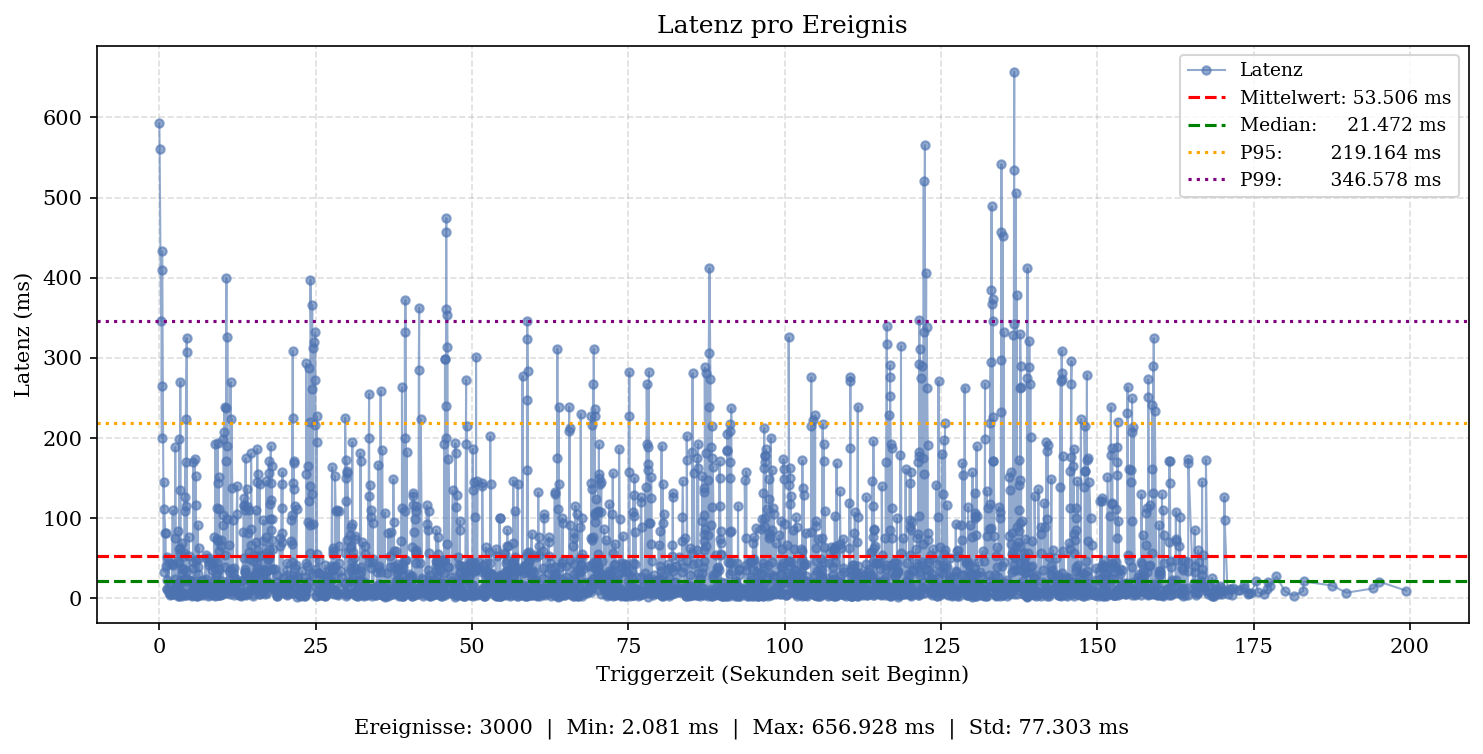 Latenz pro Ereignis
Latenz (ms)
600
500
400
300
200
100
0
Latenz
Mittelwert: 53.506 ms
Median: 21.472 ms
P95: 219.164 ms
P99: 346.578 ms
0 25 50 75 100 125 150 175 200
Triggerzeit (Sekunden seit Beginn)
Ereignisse: 3000 | Min: 2.081 ms | Max: 656.928 ms | Std: 77.303 ms